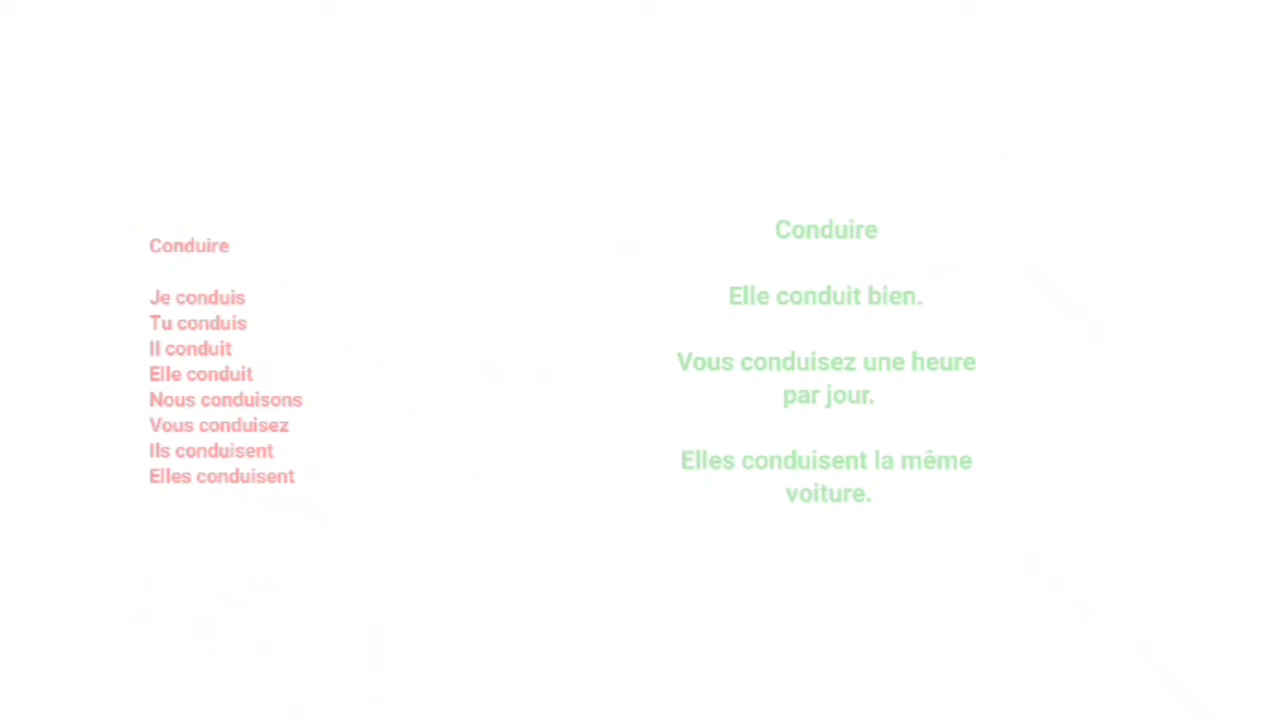 Conduire
Je conduis
Tu conduis
Il conduit
Elle conduit
Nous conduisons
Vous conduisez
Ils conduisent
Elles conduisent
Conduire
Elle conduit bien.
Vous conduisez une heure
par jour.
Elles conduisent la même
voiture.